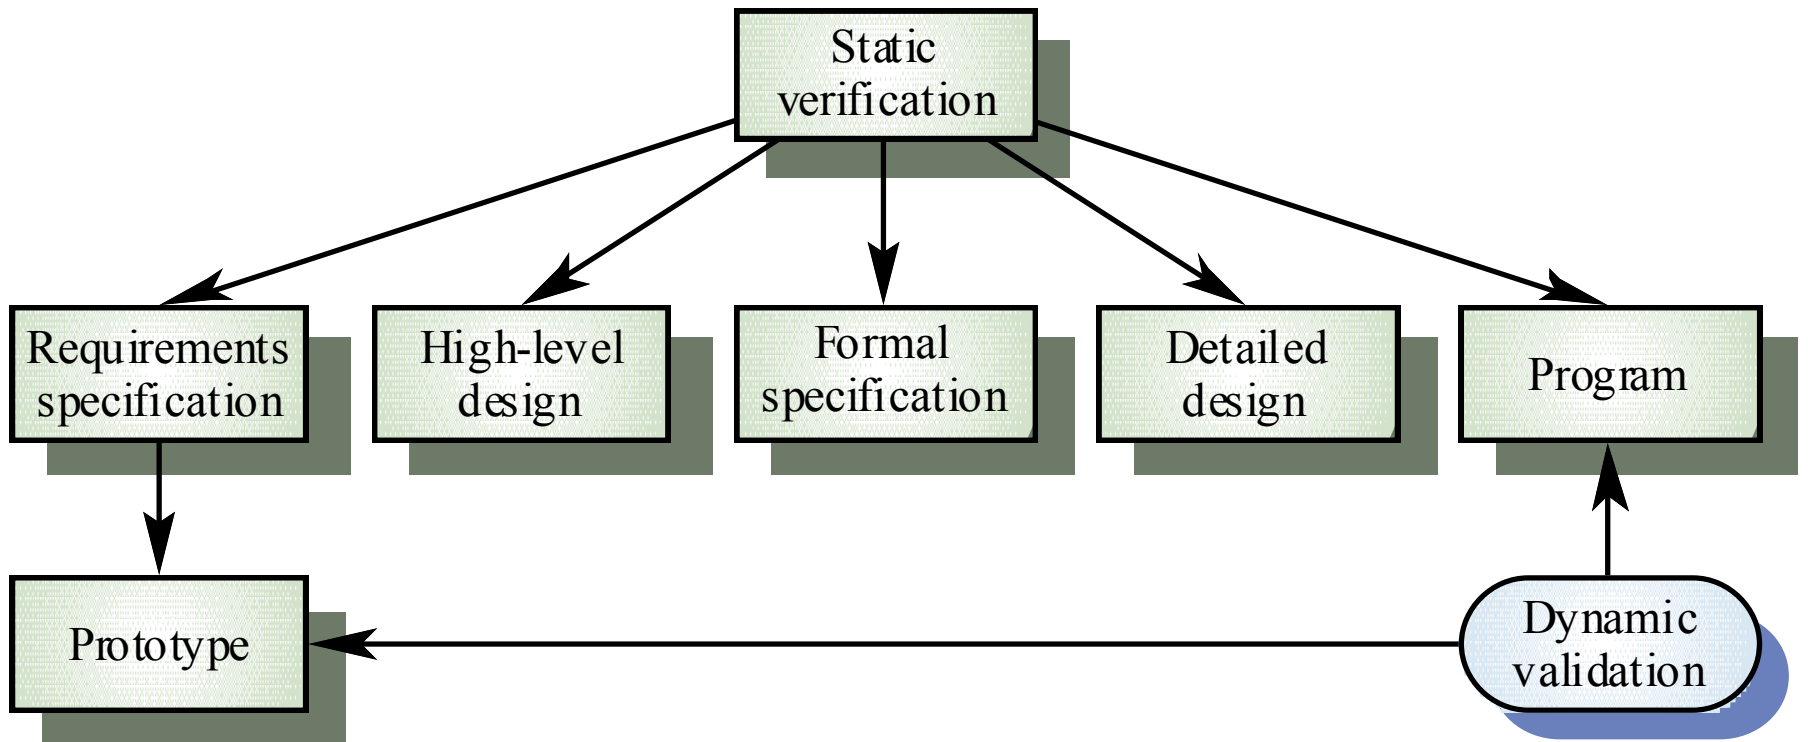 Static
verification
Requirements
specification
High-level
design
Formal
specification
Detailed
design
Program
Prototype
Dynamic
validation